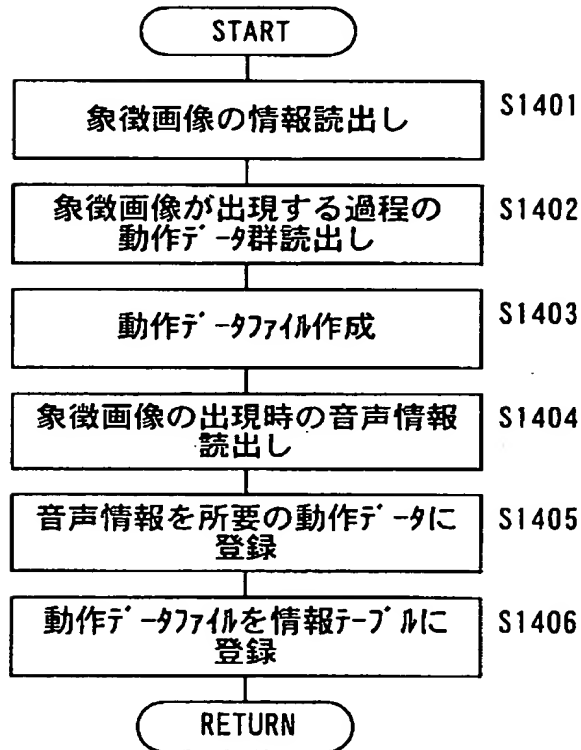 START
象徴画像の情報読出し
S1401
象徴画像が出現する過程の
動作ﾃﾞｰﾀ群読出し
S1402
動作ﾃﾞｰﾀﾌｧｲﾙ作成
S1403
象徴画像の出現時の音声情報
読出し
S1404
音声情報を所要の動作ﾃﾞｰﾀに
登録
S1405
動作ﾃﾞｰﾀﾌｧｲﾙを情報ﾃｰﾌﾞﾙに
登録
S1406
RETURN